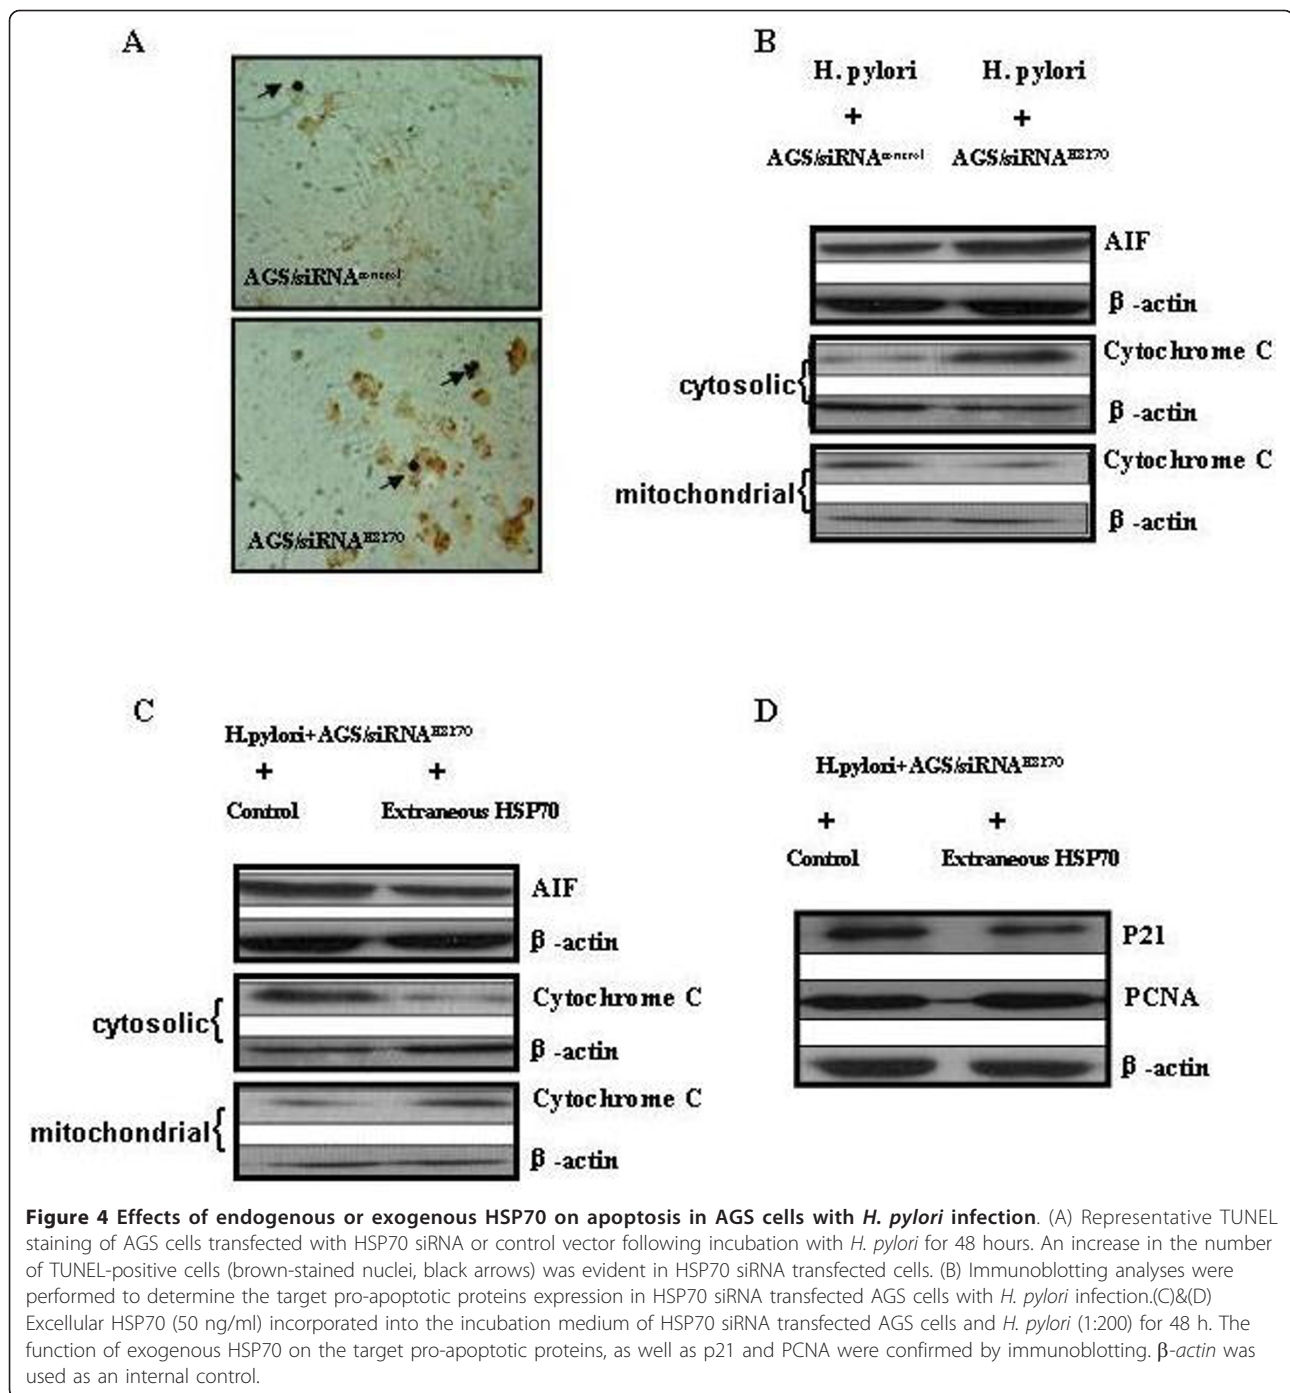 A
AGS/siRNAcontrol
AGS/siRNA
B
H. pylori H. pylori
+ +
AGS/siRNAcontrol AGS/siRNA
AIF
β -actin
cytosolic
Cytochrome C
β -actin
mitochondrial
Cytochrome C
β -actin
C
H.pylori+AGS/siRNA
+ +
Control Extraneous HSP70
AIF
β -actin
cytosolic
Cytochrome C
β -actin
mitochondrial
Cytochrome C
β -actin
D
H.pylori+AGS/siRNA
+ +
Control Extraneous HSP70
P21
PCNA
β -actin
Figure 4 Effects of endogenous or exogenous HSP70 on apoptosis in AGS cells with H. pylori infection. (A) Representative TUNEL
staining of AGS cells transfected with HSP70 siRNA or control vector following incubation with H. pylori for 48 hours. An increase in the number
of TUNEL-positive cells (brown-stained nuclei, black arrows) was evident in HSP70 siRNA transfected cells. (B) Immunoblotting analyses were
performed to determine the target pro-apoptotic proteins expression in HSP70 siRNA transfected AGS cells with H. pylori infection.(C)&(D)
Excellular HSP70 (50 ng/ml) incorporated into the incubation medium of HSP70 siRNA transfected AGS cells and H. pylori (1:200) for 48 h. The
function of exogenous HSP70 on the target pro-apoptotic proteins, as well as p21 and PCNA were confirmed by immunoblotting. β-actin was
used as an internal control.